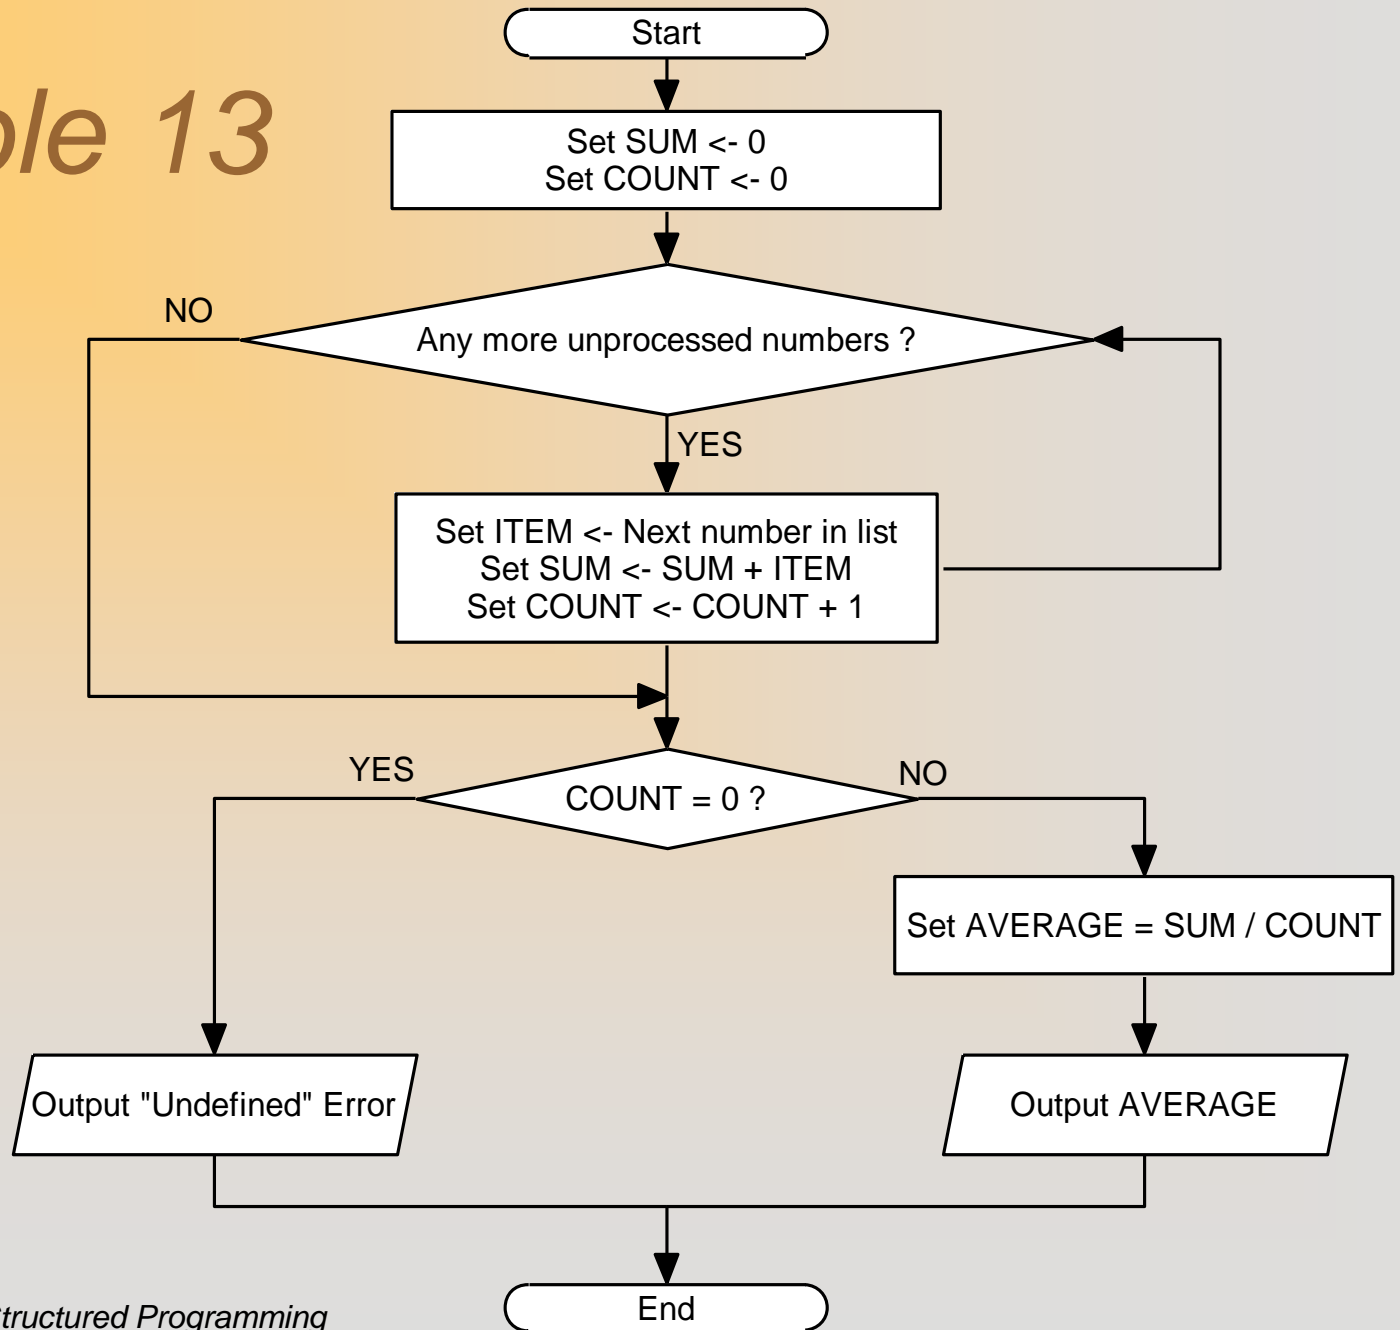 Start
ple 13
Set SUM <- 0
Set COUNT <- 0
NO
Any more unprocessed numbers ?
YES
Set ITEM <- Next number in list
Set SUM <- SUM + ITEM
Set COUNT <- COUNT + 1
YES
COUNT = 0 ?
NO
Set AVERAGE = SUM / COUNT
Output "Undefined" Error
Output AVERAGE
End
Structured Programming